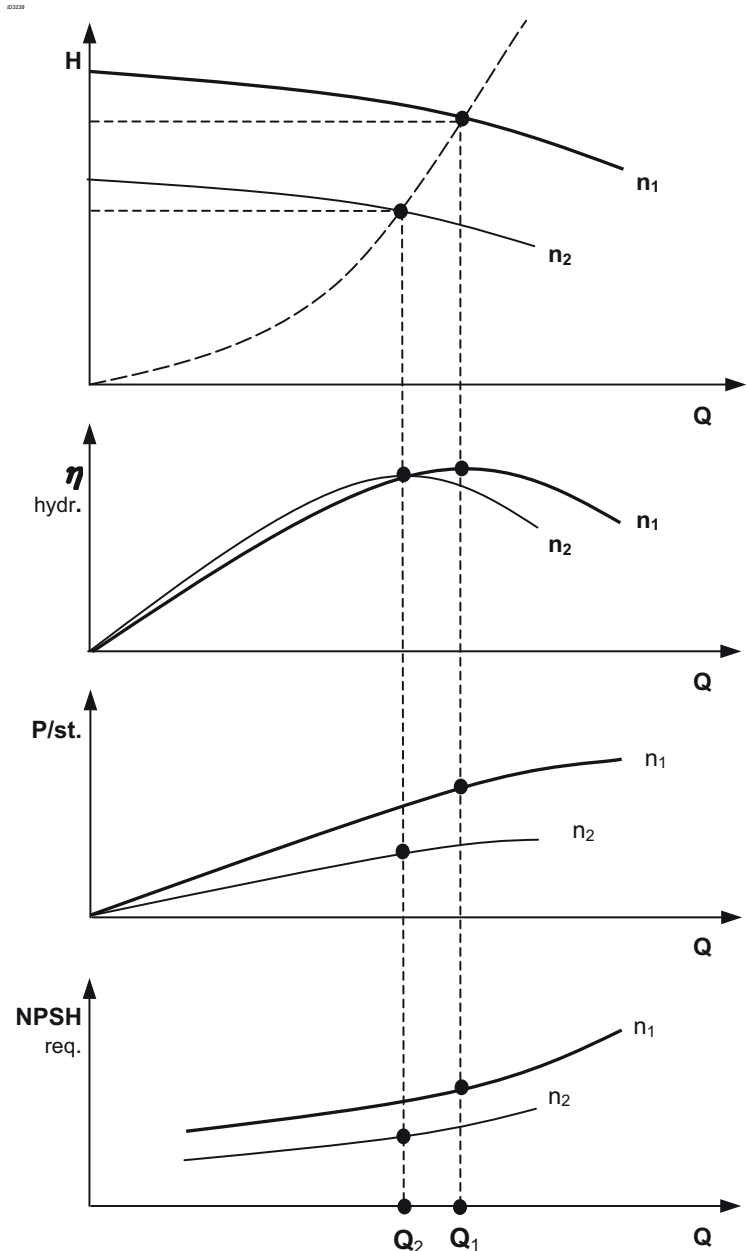 ID3238
H
n₁
n₂
Q
η
hydr.
n₁
n₂
Q
P/st.
n₁
n₂
Q
NPSH
req.
n₁
n₂
Q₂ Q₁ Q